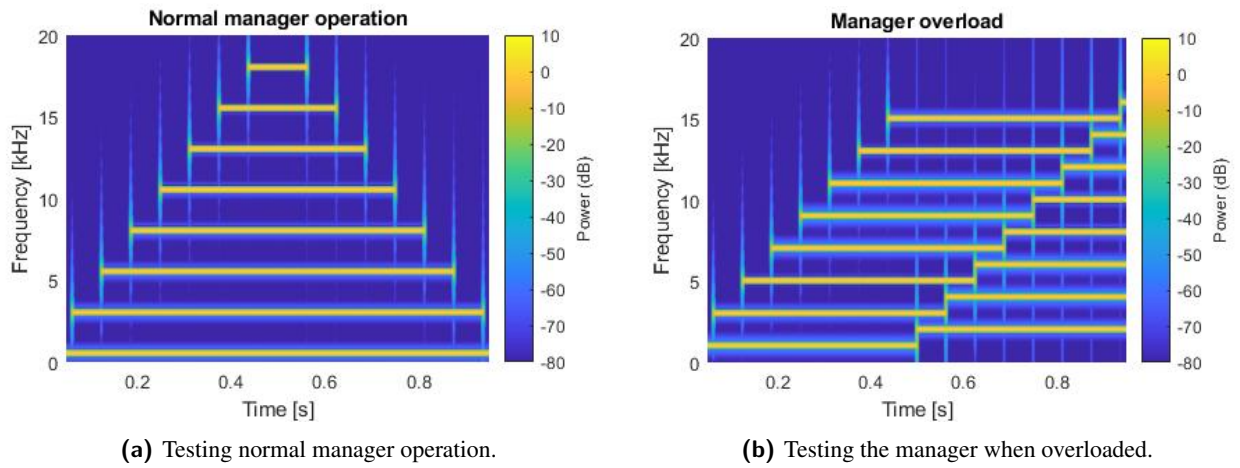 Normal manager operation
20
15
10
5
0
Frequency [kHz]
0.2 0.4 0.6 0.8
Time [s]
10
0
-10
-20
-30
-40
-50
-60
-70
-80
Power (dB)
(a) Testing normal manager operation.
Manager overload
20
15
10
5
0
Frequency [kHz]
0.2 0.4 0.6 0.8
Time [s]
10
0
-10
-20
-30
-40
-50
-60
-70
-80
Power (dB)
(b) Testing the manager when overloaded.